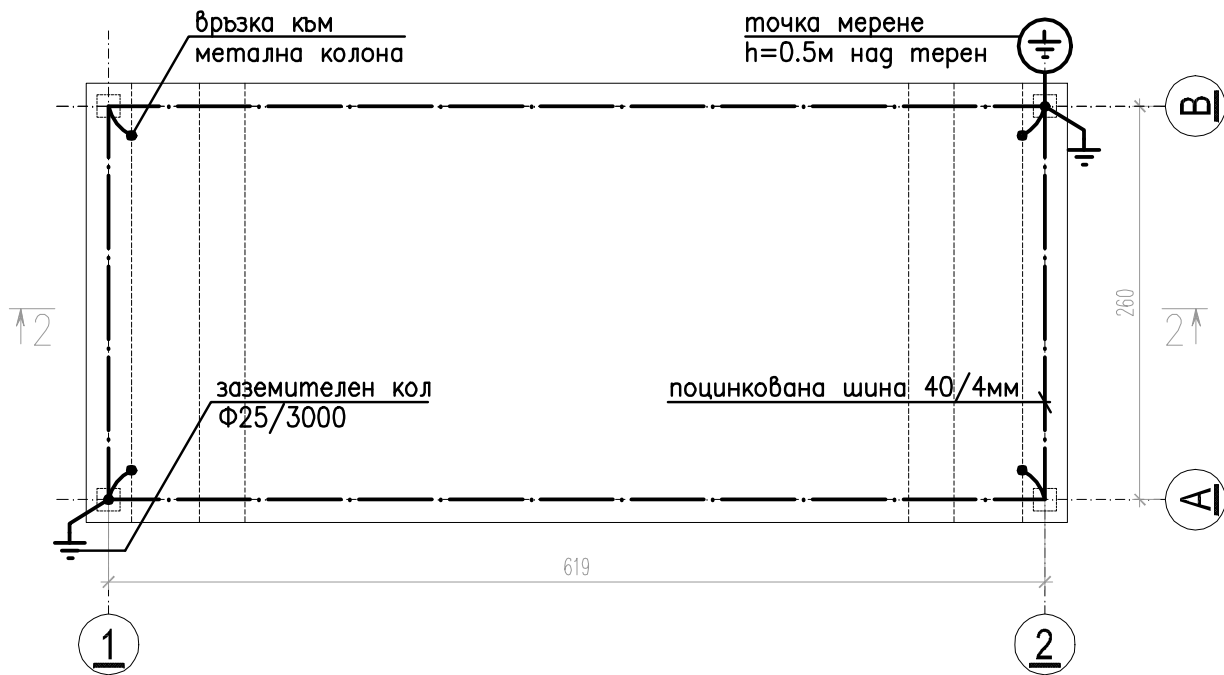 връзка към
метална колона
точка мерене
h=0.5м над терен
B
260
2
2
заземителен кол
Ф25/3000
поцинкована шина 40/4мм
A
619
1
2